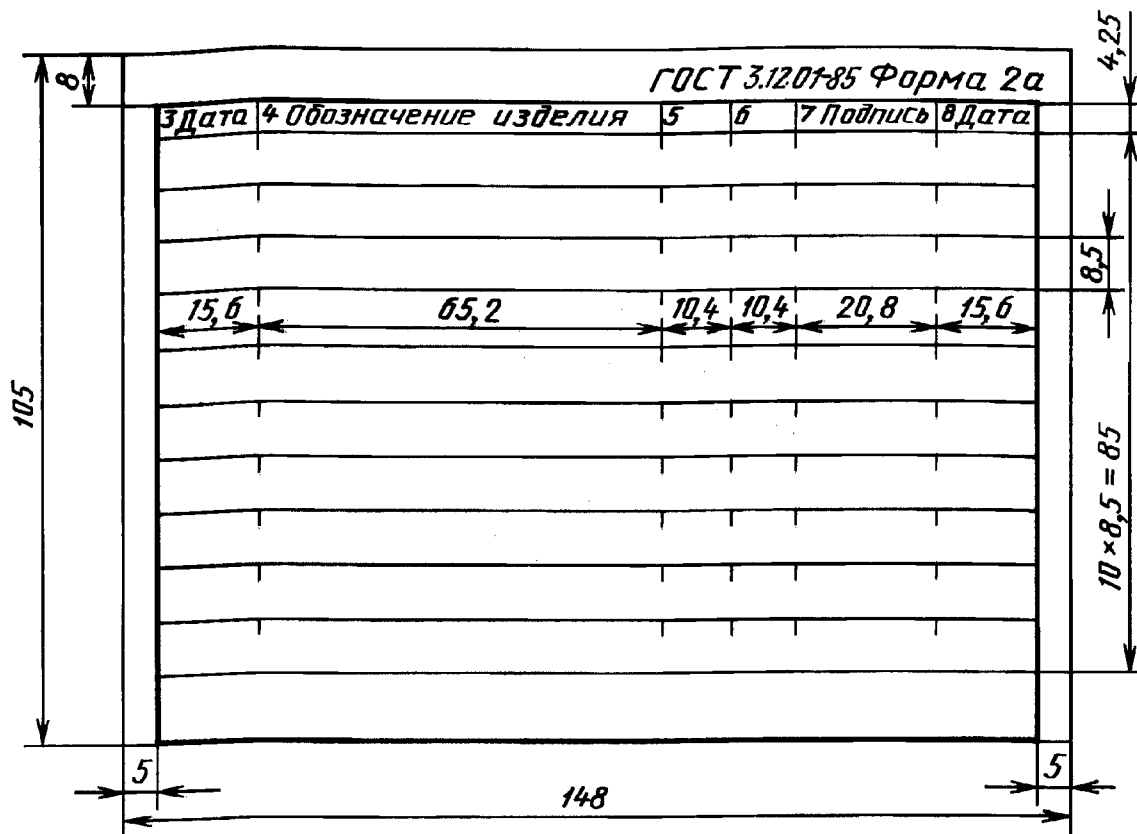 4,25
8
ГОСТ 3.1201-85 Форма 2а
3 Дата 4 Обозначение изделия 5 6 7 Подпись 8 Дата
8,5
15,6 65,2 10,4 10,4 20,8 15,6
105
10 × 8,5 = 85
5 5
148